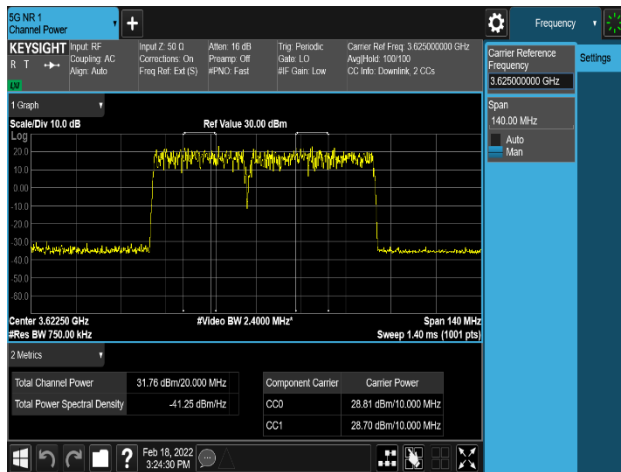 5G NR 1
Channel Power
Frequency
KEYSIGHT
R T
LM
Input: RF
Coupling: AC
Align: Auto
Input Z: 50 Ω
Corrections: On
Freq Ref: Ext (S)
Atten: 16 dB
Preamp: Off
#PNO: Fast
Trig: Periodic
Gate: LO
#IF Gain: Low
Carrier Ref Freq: 3.625000000 GHz
Avg|Hold: 100/100
CC Info: Downlink, 2 CCs
Carrier Reference
Frequency
3.625000000 GHz
Settings
Span
140.00 MHz
Auto
Man
1 Graph
Scale/Div 10.0 dB
Ref Value 30.00 dBm
Log
20.0
10.0
0.00
-10.0
-20.0
-30.0
-40.0
-50.0
-60.0
Center 3.62250 GHz
#Video BW 2.4000 MHz*
Span 140 MHz
#Res BW 750.00 kHz
Sweep 1.40 ms (1001 pts)
2 Metrics
Total Channel Power 31.76 dBm/20.000 MHz
Total Power Spectral Density -41.25 dBm/Hz
Component Carrier Carrier Power
CC0 28.81 dBm/10.000 MHz
CC1 28.70 dBm/10.000 MHz
?
Feb 18, 2022
3:24:30 PM